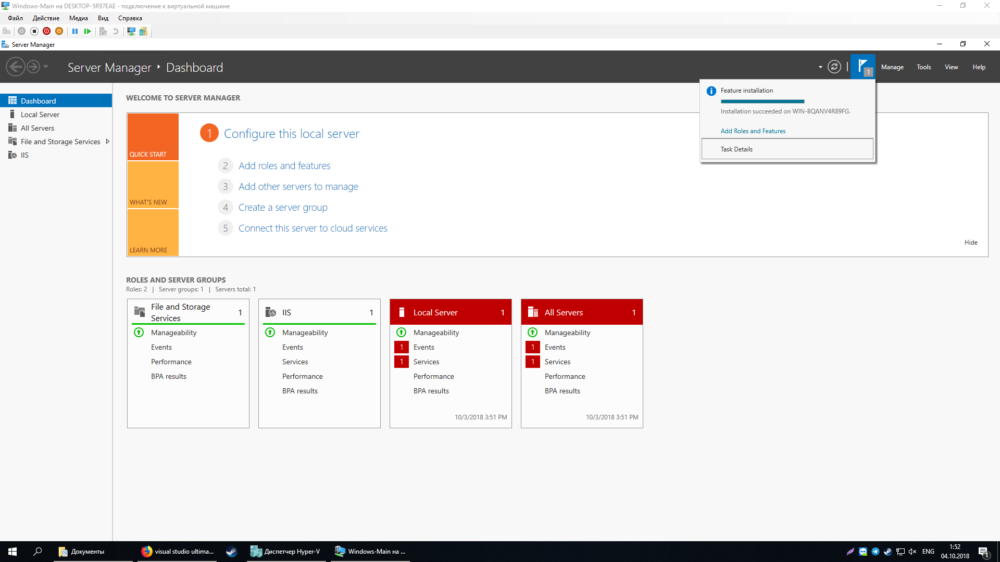 Windows-Main на DESKTOP-5R97EAE - подключение к виртуальной машине
Файл Действие Медиа Вид Справка
Server Manager
Server Manager Dashboard
1
Manage Tools View Help
Dashboard
Local Server
All Servers
File and Storage Services
IIS
WELCOME TO SERVER MANAGER
QUICK START
WHAT'S NEW
LEARN MORE
1 Configure this local server
2 Add roles and features
3 Add other servers to manage
4 Create a server group
5 Connect this server to cloud services
Hide
Feature installation
Installation succeeded on WIN-BQANV4R89FG.
Add Roles and Features
Task Details
ROLES AND SERVER GROUPS
Roles: 2 | Server groups: 1 | Servers total: 1
File and Storage
Services
1
Manageability
Events
Performance
BPA results
IIS 1
Manageability
Events
Services
Performance
BPA results
Local Server 1
Manageability
1 Events
1 Services
Performance
BPA results
10/3/2018 3:51 PM
All Servers 1
Manageability
1 Events
1 Services
Performance
BPA results
10/3/2018 3:51 PM
Документы
visual studio ultima...
Диспетчер Hyper-V
Windows-Main на ...
ENG
1:52
04.10.2018
1